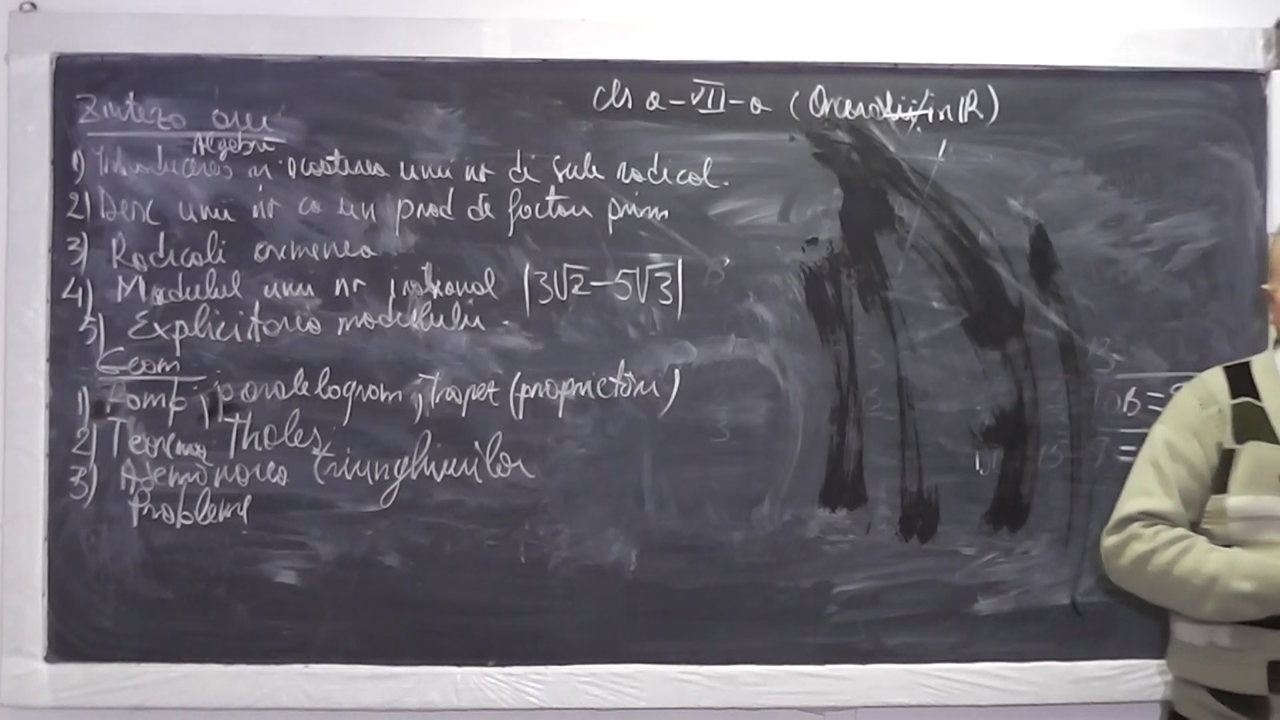 cls a-VII-a (        in R)
Sinteza orei
Algebră
1) Introducerea și scoaterea unui nr de sub radical.
2) Desc unui nr ca un prod de factori primi
3) Radicali asemenea
4) Modulul unui nr irațional |3√2-5√3|
5) Explicitarea modulului.
Geom
1) Romb, paralelogram, Trapez (proprietăți)
2) Teorema Thales
3) Asemănarea triunghiurilor
Probleme